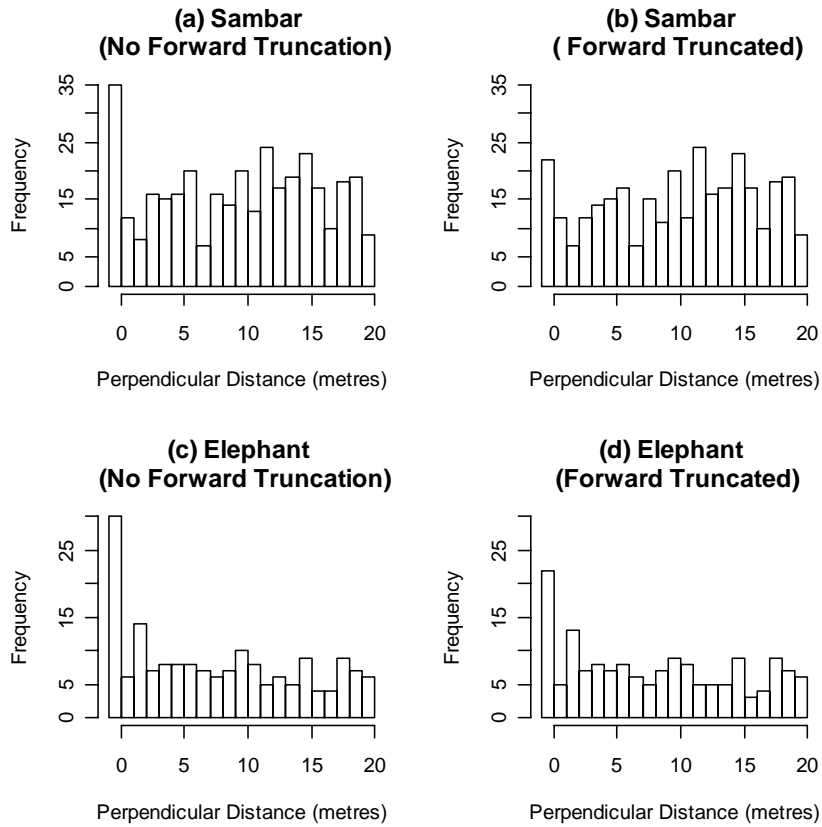 (a) Sambar
(No Forward Truncation)
35
25
15
5
0
Frequency
0 5 10 15 20
Perpendicular Distance (metres)
(b) Sambar
( Forward Truncated)
35
25
15
5
0
Frequency
0 5 10 15 20
Perpendicular Distance (metres)
(c) Elephant
(No Forward Truncation)
25
15
5
0
Frequency
0 5 10 15 20
Perpendicular Distance (metres)
(d) Elephant
(Forward Truncated)
25
15
5
0
Frequency
0 5 10 15 20
Perpendicular Distance (metres)